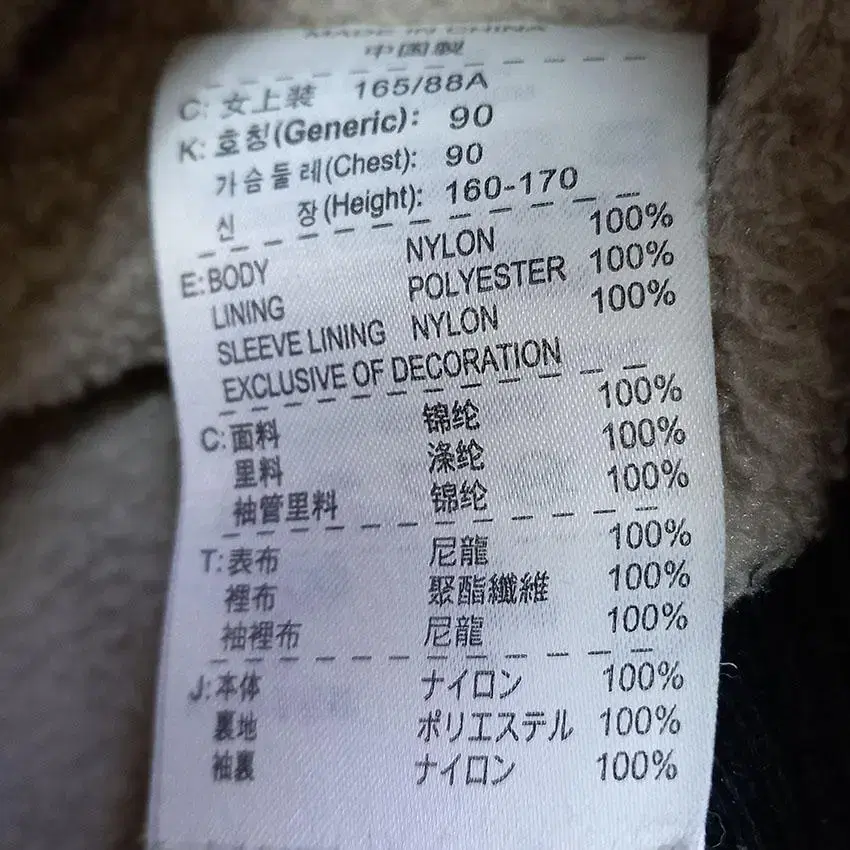 MADE IN CHINA
中国製
C: 女上装 165/88A
K: 호칭(Generic): 90
가슴둘레(Chest): 90
신 장(Height): 160-170
E: BODY NYLON 100%
LINING POLYESTER 100%
SLEEVE LINING NYLON 100%
EXCLUSIVE OF DECORATION
C: 面料 锦纶 100%
里料 涤纶 100%
袖管里料 锦纶 100%
T: 表布 尼龍 100%
裡布 聚酯纖維 100%
袖裡布 尼龍 100%
J: 本体 ナイロン 100%
裏地 ポリエステル 100%
袖裏 ナイロン 100%